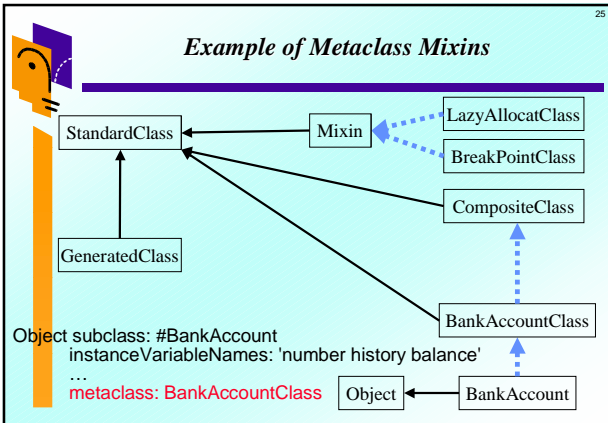 25
Example of Metaclass Mixins
LazyAllocatClass
StandardClass
Mixin
BreakPointClass
CompositeClass
GeneratedClass
BankAccountClass
Object subclass: #BankAccount
instanceVariableNames: 'number history balance'
…
metaclass: BankAccountClass
Object
BankAccount